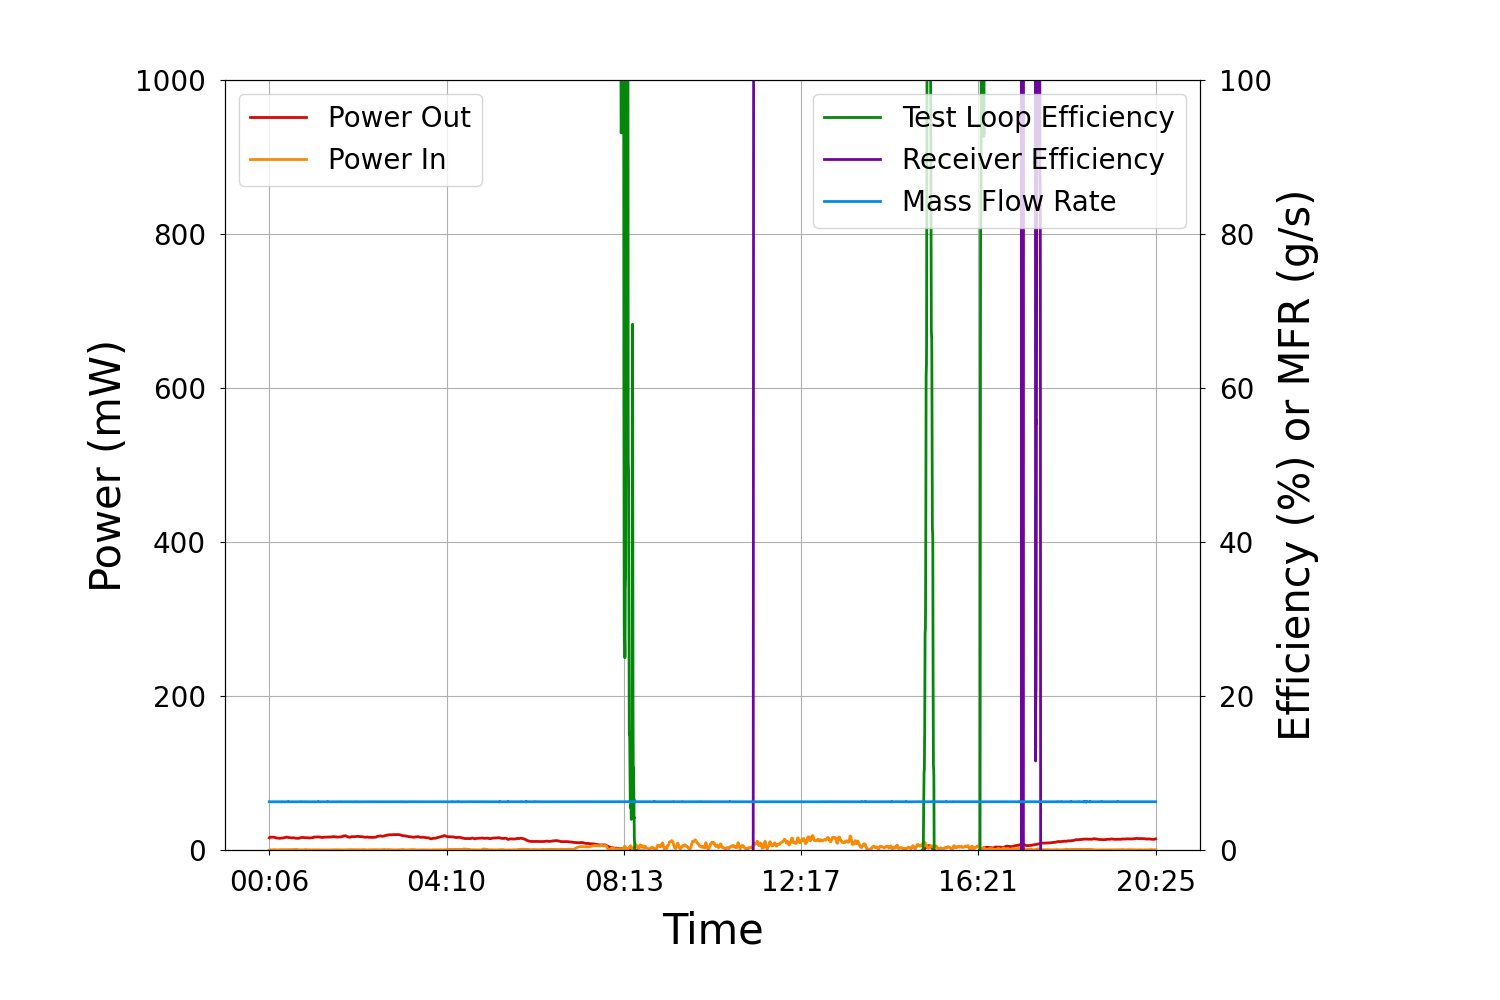 1000
800
600
400
200
0
Power (mW)
Power Out
Power In
Test Loop Efficiency
Receiver Efficiency
Mass Flow Rate
100
80
60
40
20
0
Efficiency (%) or MFR (g/s)
00:06 04:10 08:13 12:17 16:21 20:25
Time